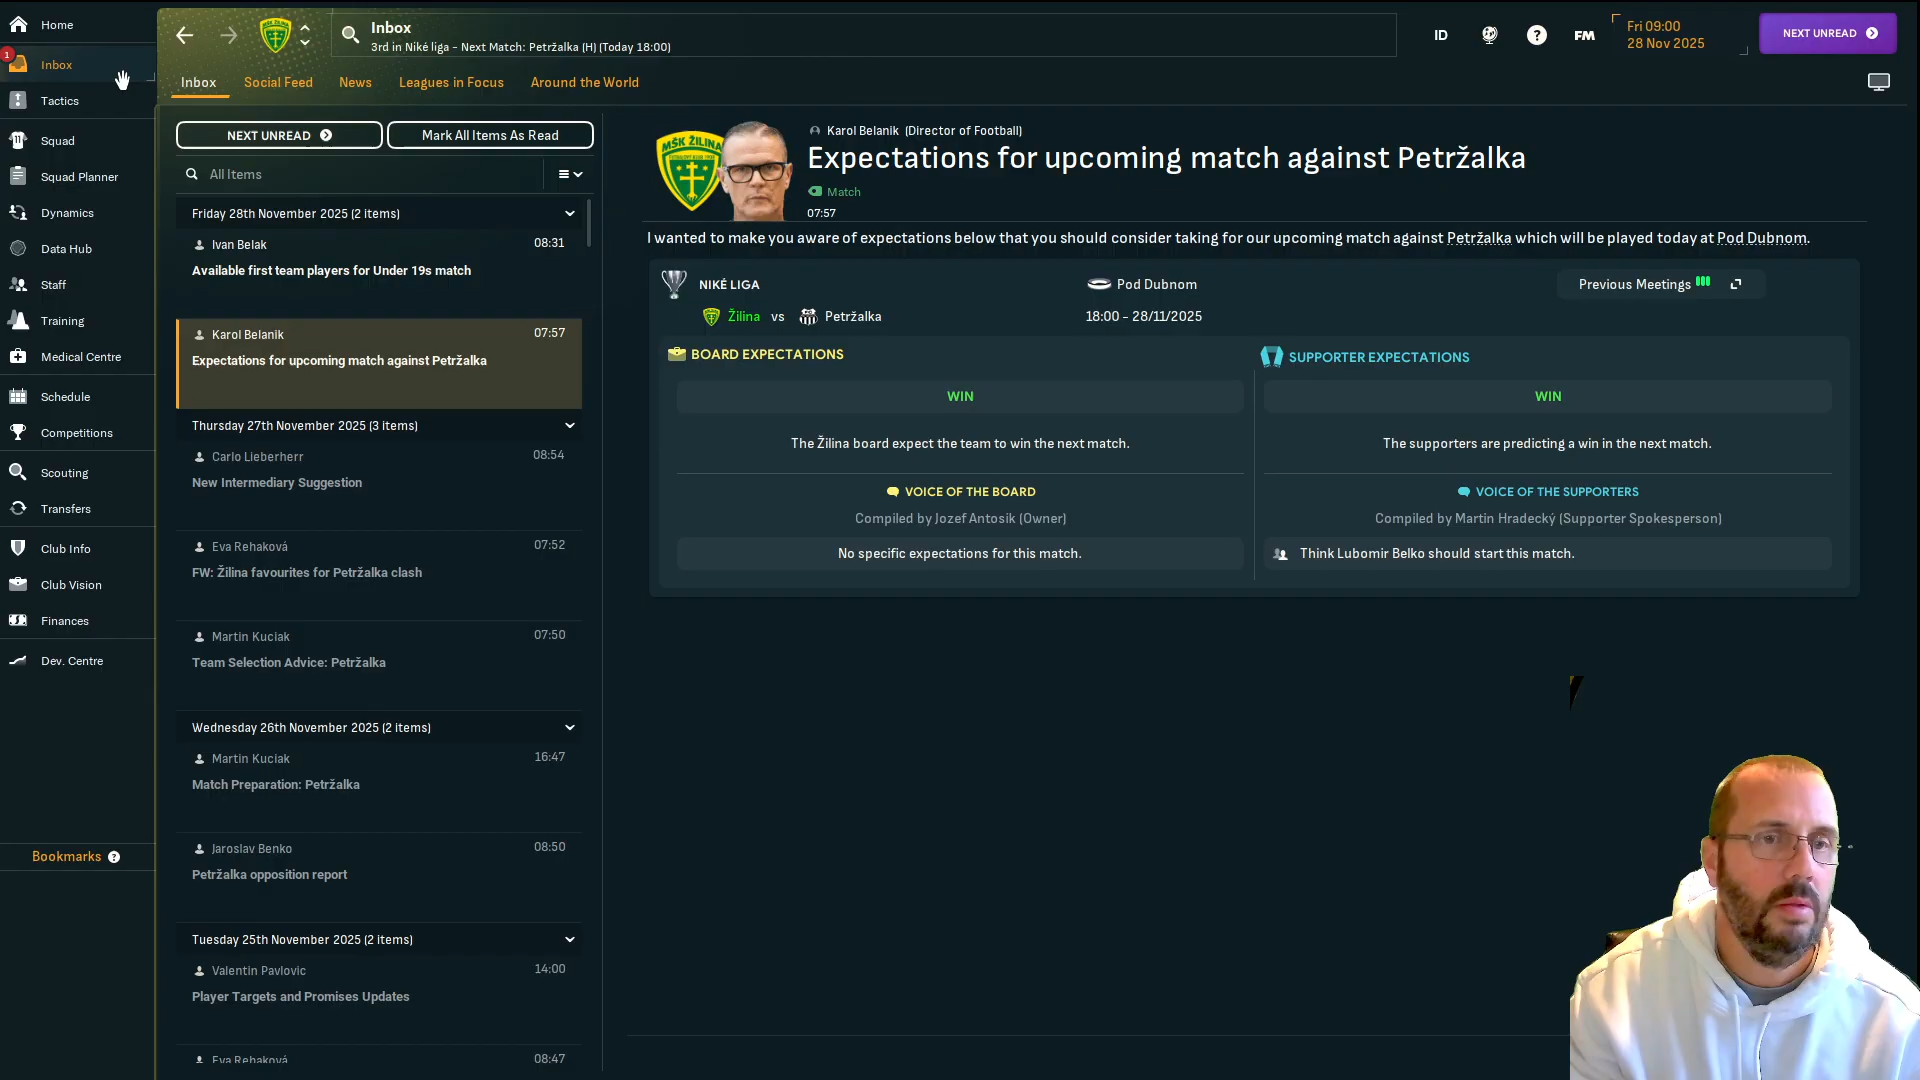 Home
1
Inbox
Tactics
Squad
Squad Planner
Dynamics
Data Hub
Staff
Training
Medical Centre
Schedule
Competitions
Scouting
Transfers
Club Info
Club Vision
Finances
Dev. Centre
Bookmarks ?
Inbox
3rd in Niké liga - Next Match: Petržalka (H) (Today 18:00)
ID
?
FM
Fri 09:00
28 Nov 2025
NEXT UNREAD
Inbox
Social Feed
News
Leagues in Focus
Around the World
NEXT UNREAD
Mark All Items As Read
All Items
Friday 28th November 2025 (2 items)
Ivan Belak 08:31
Available first team players for Under 19s match
Karol Belanik 07:57
Expectations for upcoming match against Petržalka
Thursday 27th November 2025 (3 items)
Carlo Lieberherr 08:54
New Intermediary Suggestion
Eva Rehaková 07:52
FW: Žilina favourites for Petržalka clash
Martin Kuciak 07:50
Team Selection Advice: Petržalka
Wednesday 26th November 2025 (2 items)
Martin Kuciak 16:47
Match Preparation: Petržalka
Jaroslav Benko 08:50
Petržalka opposition report
Tuesday 25th November 2025 (2 items)
Valentin Pavlovic 14:00
Player Targets and Promises Updates
Eva Rehaková 08:47
MŠK ŽILINA
Karol Belanik (Director of Football)
Expectations for upcoming match against Petržalka
Match
07:57
I wanted to make you aware of expectations below that you should consider taking for our upcoming match against Petržalka which will be played today at Pod Dubnom.
NIKÉ LIGA
Pod Dubnom
Previous Meetings
Žilina vs Petržalka
18:00 - 28/11/2025
BOARD EXPECTATIONS
WIN
The Žilina board expect the team to win the next match.
VOICE OF THE BOARD
Compiled by Jozef Antosik (Owner)
No specific expectations for this match.
SUPPORTER EXPECTATIONS
WIN
The supporters are predicting a win in the next match.
VOICE OF THE SUPPORTERS
Compiled by Martin Hradecký (Supporter Spokesperson)
Think Lubomir Belko should start this match.